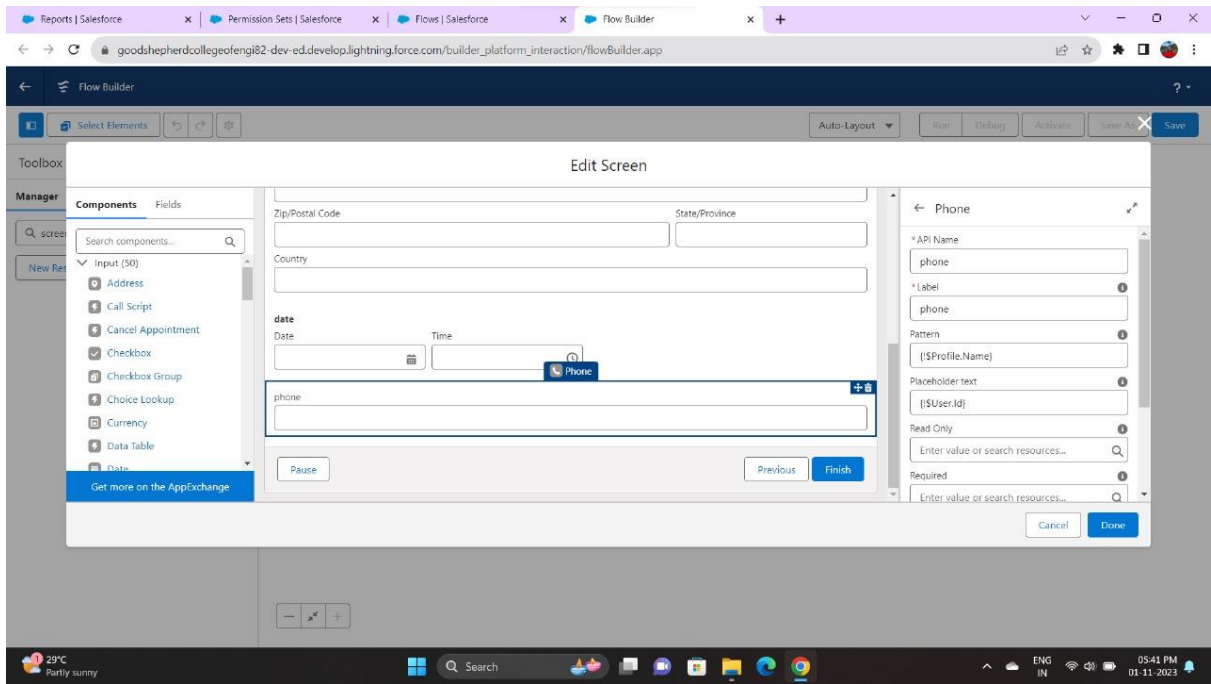 Reports | Salesforce
Permission Sets | Salesforce
Flows | Salesforce
Flow Builder
goodshepherdcollegeofengi82-dev-ed.develop.lightning.force.com/builder_platform_interaction/flowBuilder.app
Flow Builder
?
Select Elements
Auto-Layout
Run
Debug
Activate
Save As
Save
Toolbox
Edit Screen
Manager
scree
New Res
Components
Fields
Search components...
Input (50)
Address
Call Script
Cancel Appointment
Checkbox
Checkbox Group
Choice Lookup
Currency
Data Table
Date
Get more on the AppExchange
Zip/Postal Code
State/Province
Country
date
Date
Time
Phone
phone
Pause
Previous
Finish
Phone
*API Name
phone
*Label
phone
Pattern
{!$Profile.Name}
Placeholder text
{!$User.Id}
Read Only
Enter value or search resources...
Required
Enter value or search resources...
Cancel
Done
1
29°C
Partly sunny
Search
ENG
IN
05:41 PM
01-11-2023